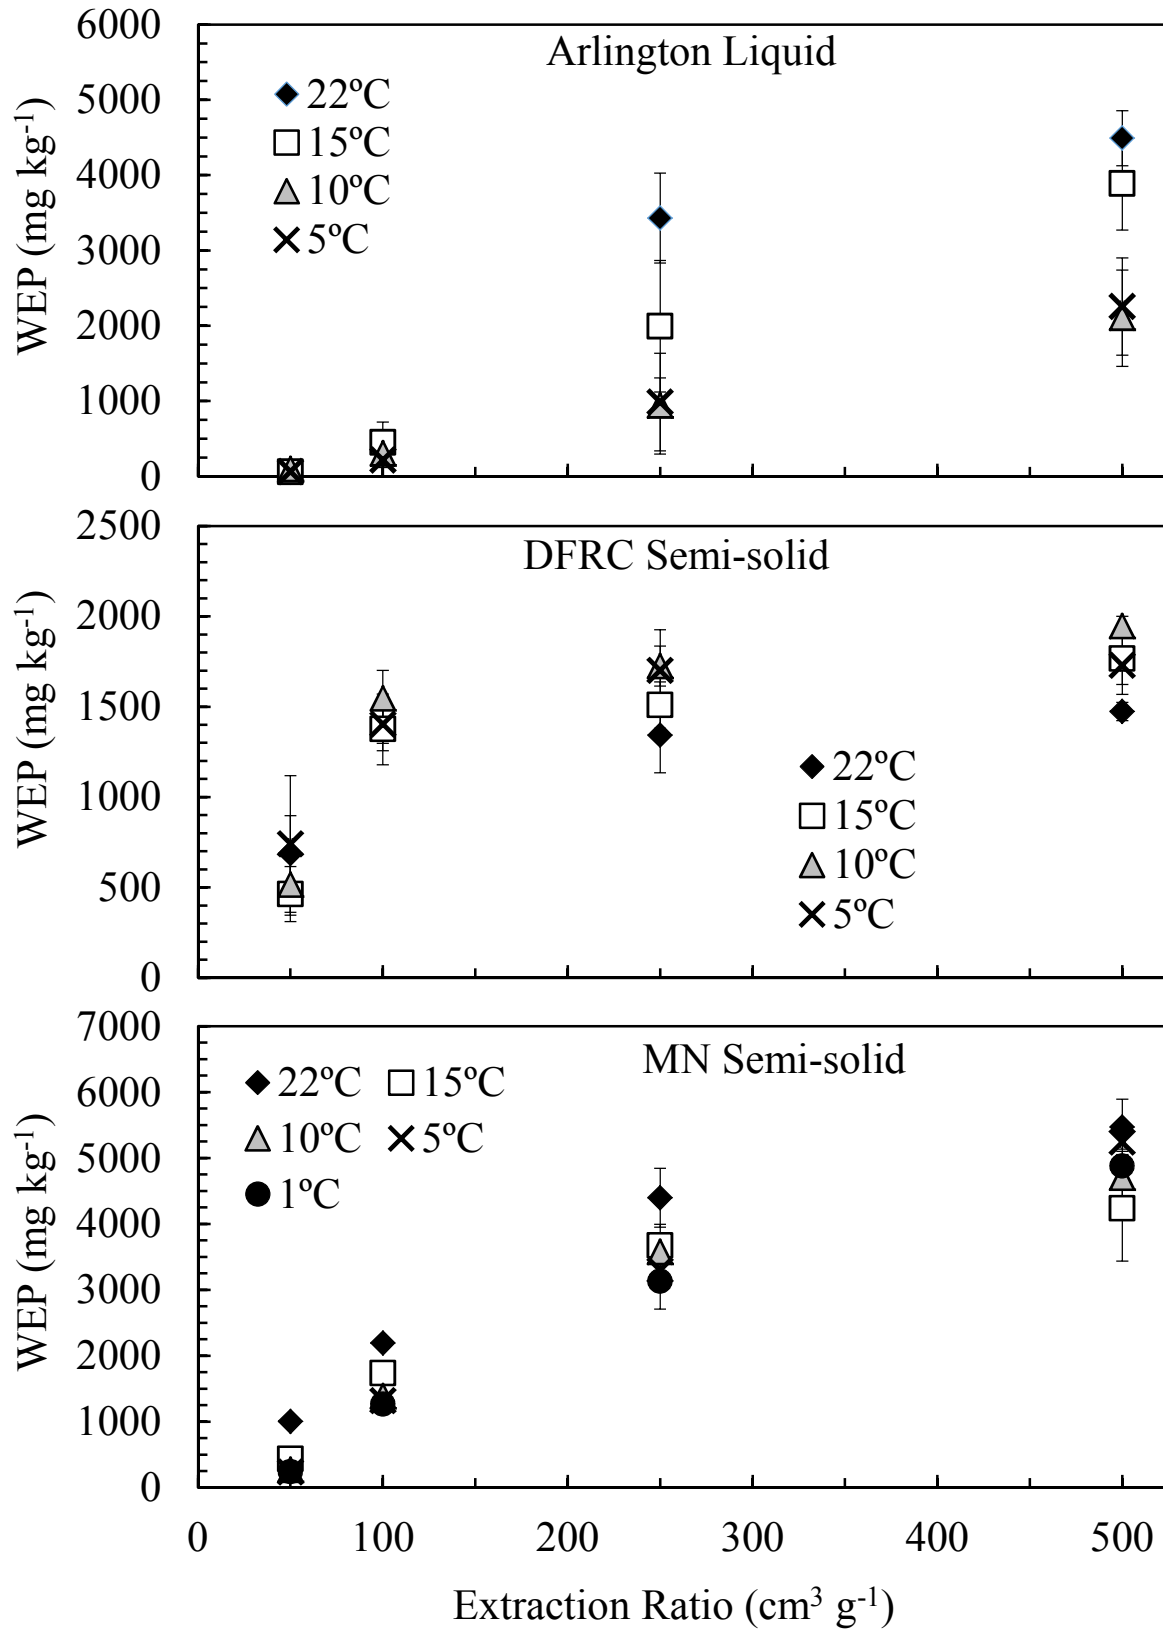 6000
Arlington Liquid
5000
22ºC
15ºC
4000
10ºC
5ºC
3000
2000
1000
0
WEP (mg kg⁻¹)
2500
DFRC Semi-solid
2000
1500
22ºC
1000
15ºC
10ºC
500
5ºC
0
WEP (mg kg⁻¹)
7000
MN Semi-solid
22ºC 15ºC
6000
10ºC 5ºC
5000
1ºC
4000
3000
2000
1000
0
WEP (mg kg⁻¹)
0 100 200 300 400 500
Extraction Ratio (cm³ g⁻¹)